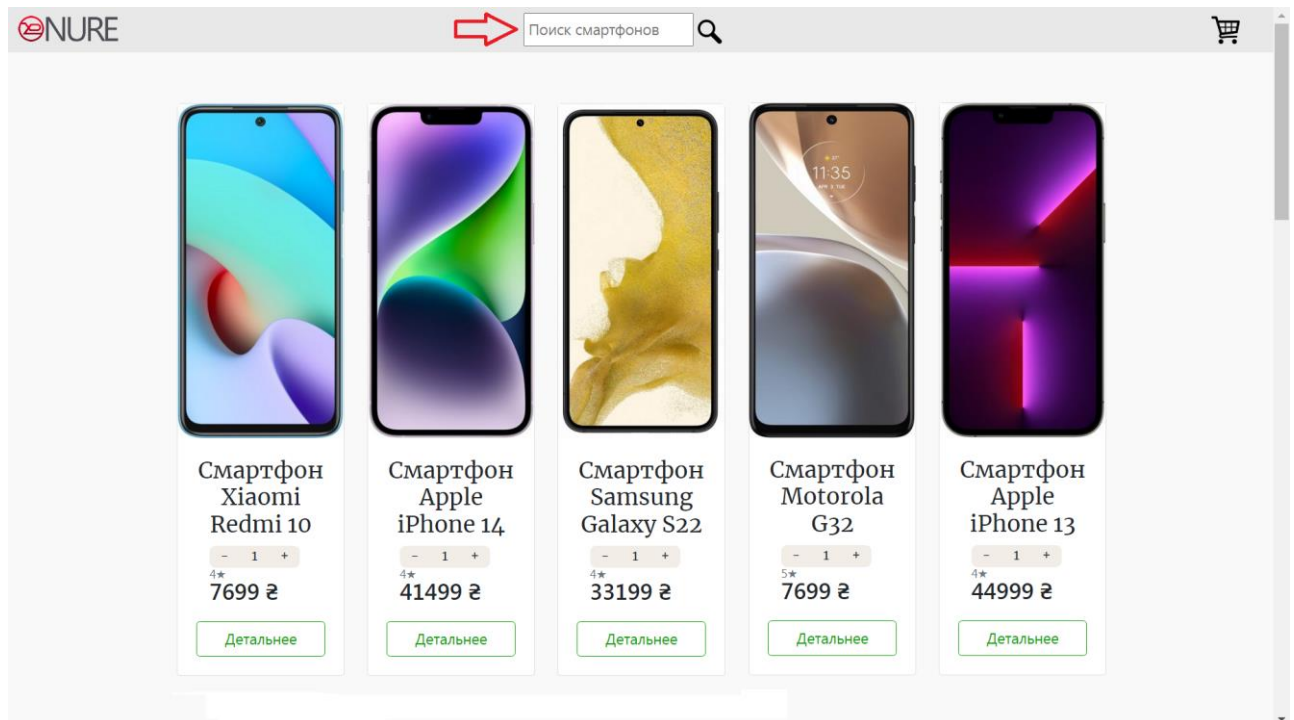 NURE
Поиск смартфонов
11:35
Смартфон
Xiaomi
Redmi 10
- 1 +
4★
7699 ₴
Детальнее
Смартфон
Apple
iPhone 14
- 1 +
4★
41499 ₴
Детальнее
Смартфон
Samsung
Galaxy S22
- 1 +
4★
33199 ₴
Детальнее
Смартфон
Motorola
G32
- 1 +
5★
7699 ₴
Детальнее
Смартфон
Apple
iPhone 13
- 1 +
4★
44999 ₴
Детальнее